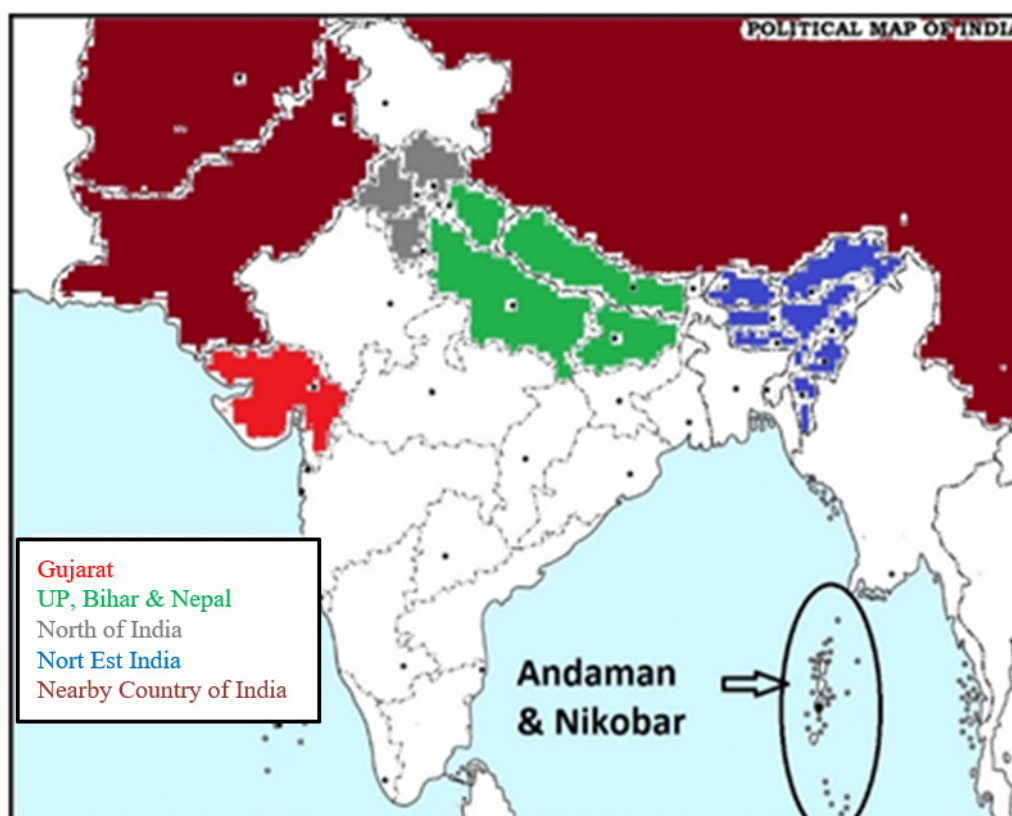 POLITICAL MAP OF INDIA
Gujarat
UP, Bihar & Nepal
North of India
Nort Est India
Nearby Country of India
Andaman
& Nikobar